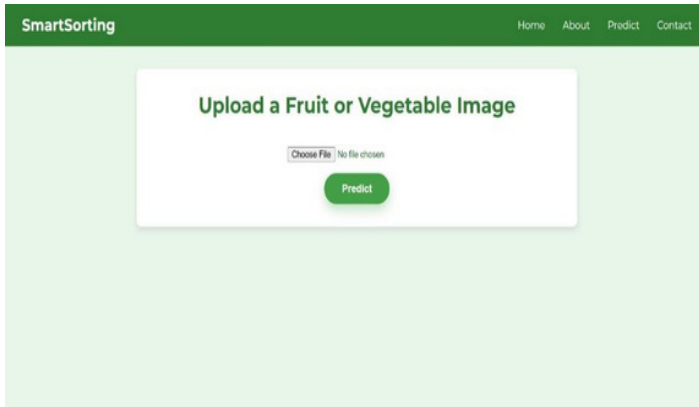 SmartSorting
Home About Predict Contact
Upload a Fruit or Vegetable Image
Choose File No file chosen
Predict